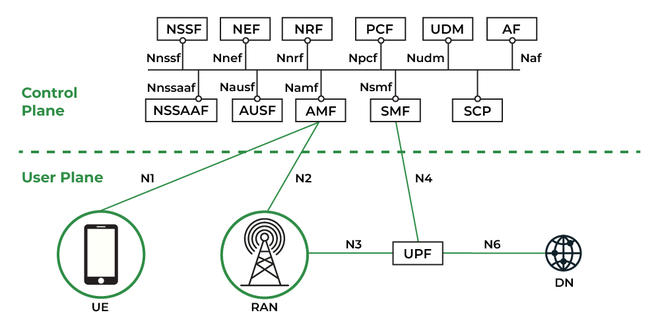 NSSF NEF NRF PCF UDM AF
Nnssf Nnef Nnrf Npcf Nudm Naf
Control
Plane
Nnssaaf Nausf Namf Nsmf
NSSAAF AUSF AMF SMF SCP
User Plane N1 N2 N4
N3 UPF N6
UE RAN DN